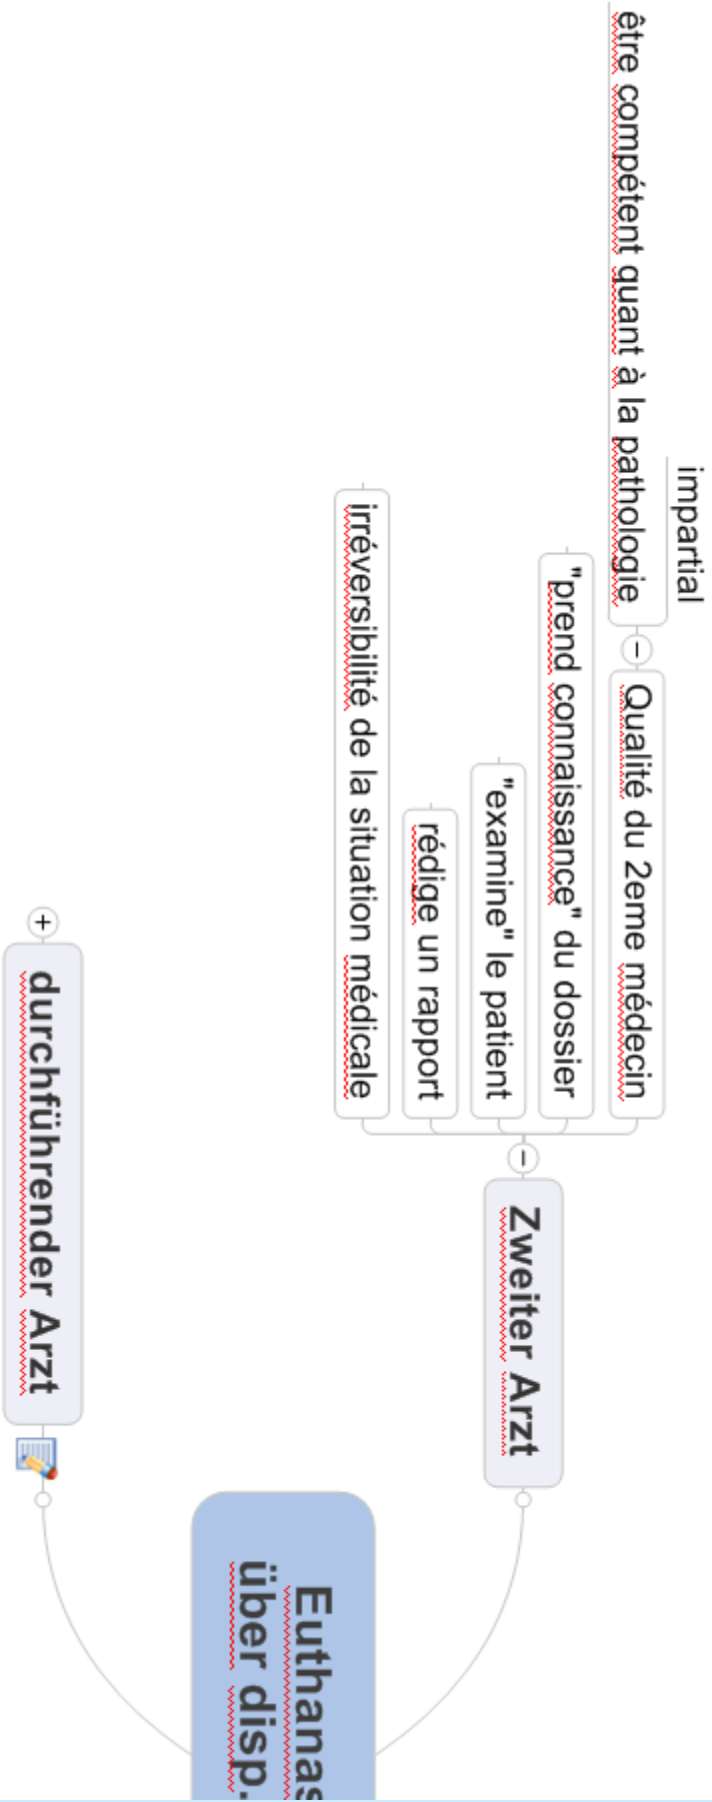 impartial
être compétent quant à la pathologie
Qualité du 2eme médecin
"prend connaissance" du dossier
"examine" le patient
rédige un rapport
irréversibilité de la situation médicale
Zweiter Arzt
durchführender Arzt
Euthanas
über disp.